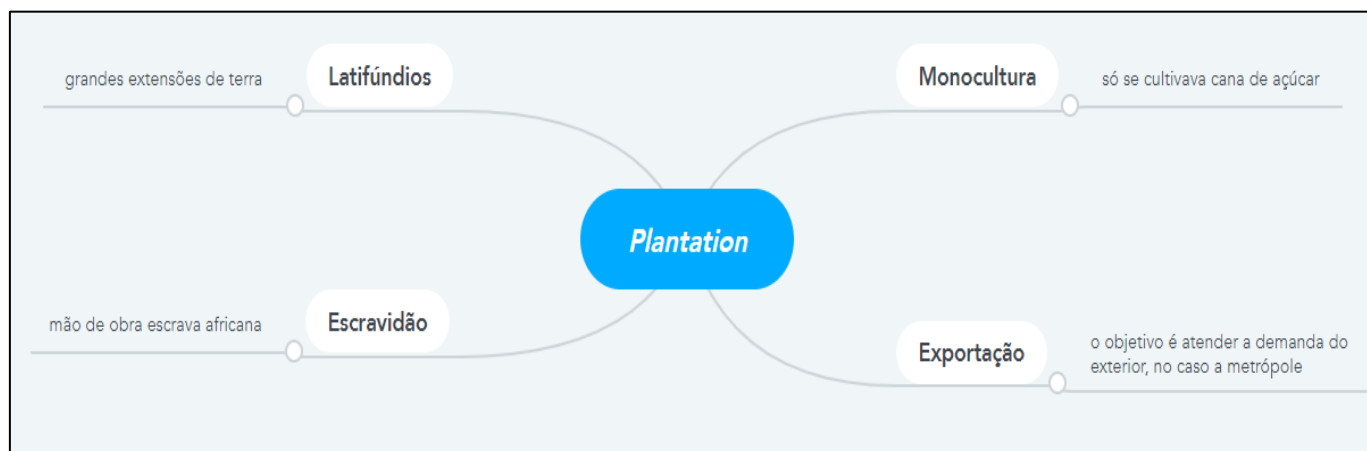 Latifúndios
grandes extensões de terra
Monocultura
só se cultivava cana de açúcar
Plantation
Escravidão
mão de obra escrava africana
Exportação
o objetivo é atender a demanda do
exterior, no caso a metrópole